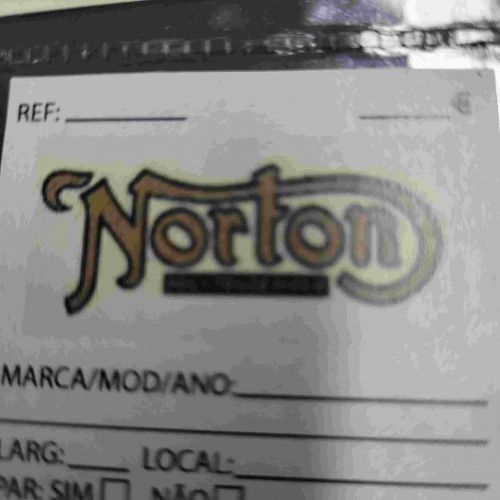 REF: €
Norton
MARCA/MOD/ANO:
LARG: LOCAL:
PAR: SIM NÃO